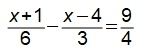 (x+1)/6 − (x−4)/3 = 9/4